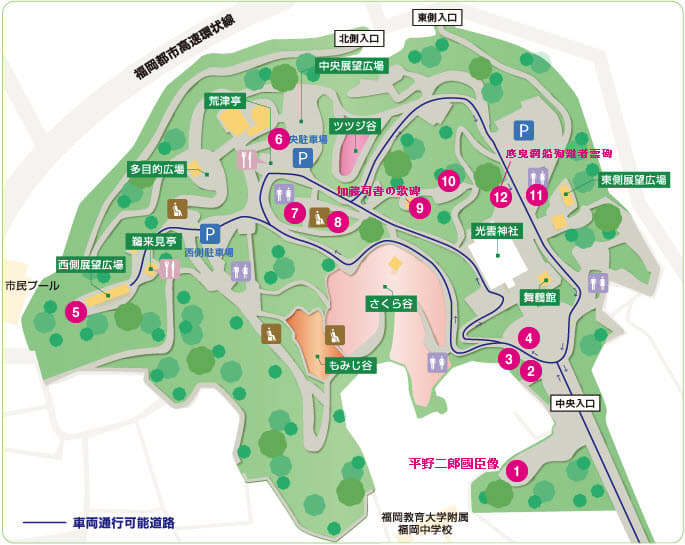 福岡都市高速環状線
北側入口
東側入口
中央展望広場
荒津亭
ツツジ谷
6
央駐車場
P
P
底曳網船殉難者霊碑
多目的広場
加藤司書の歌碑
10
12
11
東側展望広場
7
8
9
光雲神社
鵬来見亭
P
西側駐車場
西側展望広場
市民プール
5
さくら谷
舞鶴館
4
3
2
もみじ谷
中央入口
平野二郎國臣像
1
車両通行可能道路
福岡教育大学附属
福岡中学校